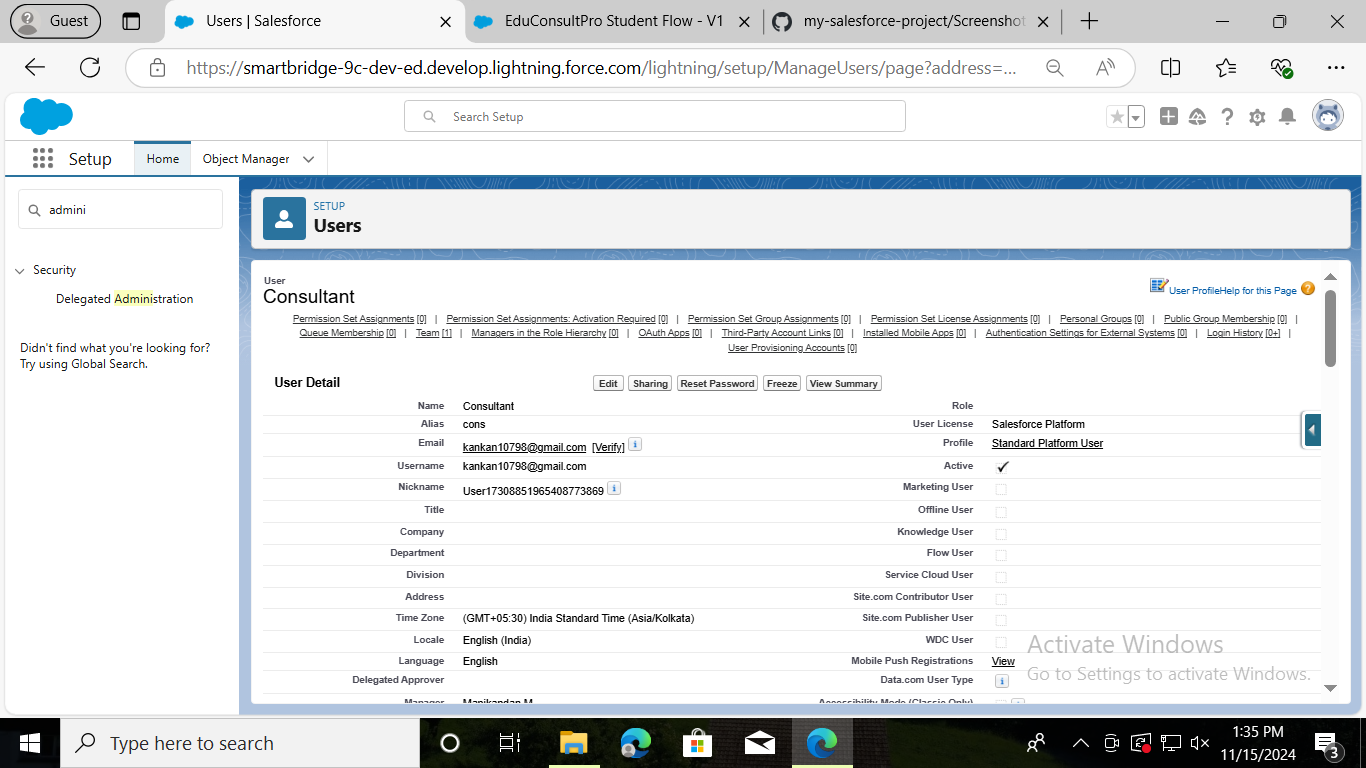 Guest
Users | Salesforce
EduConsultPro Student Flow - V1
my-salesforce-project/Screenshot
https://smartbridge-9c-dev-ed.develop.lightning.force.com/lightning/setup/ManageUsers/page?address=...
Search Setup
Setup
Home
Object Manager
admini
Security
Delegated Administration
Didn't find what you're looking for?
Try using Global Search.
SETUP
Users
User
Consultant
User Profile Help for this Page
Permission Set Assignments [0] | Permission Set Assignments: Activation Required [0] | Permission Set Group Assignments [0] | Permission Set License Assignments [0] | Personal Groups [0] | Public Group Membership [0] |
Queue Membership [0] | Team [1] | Managers in the Role Hierarchy [0] | OAuth Apps [0] | Third-Party Account Links [0] | Installed Mobile Apps [0] | Authentication Settings for External Systems [0] | Login History [0+] |
User Provisioning Accounts [0]
User Detail
Edit Sharing Reset Password Freeze View Summary
Name Consultant Role
Alias cons User License Salesforce Platform
Email kankan10798@gmail.com [Verify] i Profile Standard Platform User
Username kankan10798@gmail.com Active
Nickname User17308851965408773869 i Marketing User
Title Offline User
Company Knowledge User
Department Flow User
Division Service Cloud User
Address Site.com Contributor User
Time Zone (GMT+05:30) India Standard Time (Asia/Kolkata) Site.com Publisher User
Locale English (India) WDC User
Language English Mobile Push Registrations View
Delegated Approver Data.com User Type i
Manager Manikandan M Accessibility Mode (Classic Only)
Activate Windows
Go to Settings to activate Windows.
Type here to search
1:35 PM
11/15/2024
3